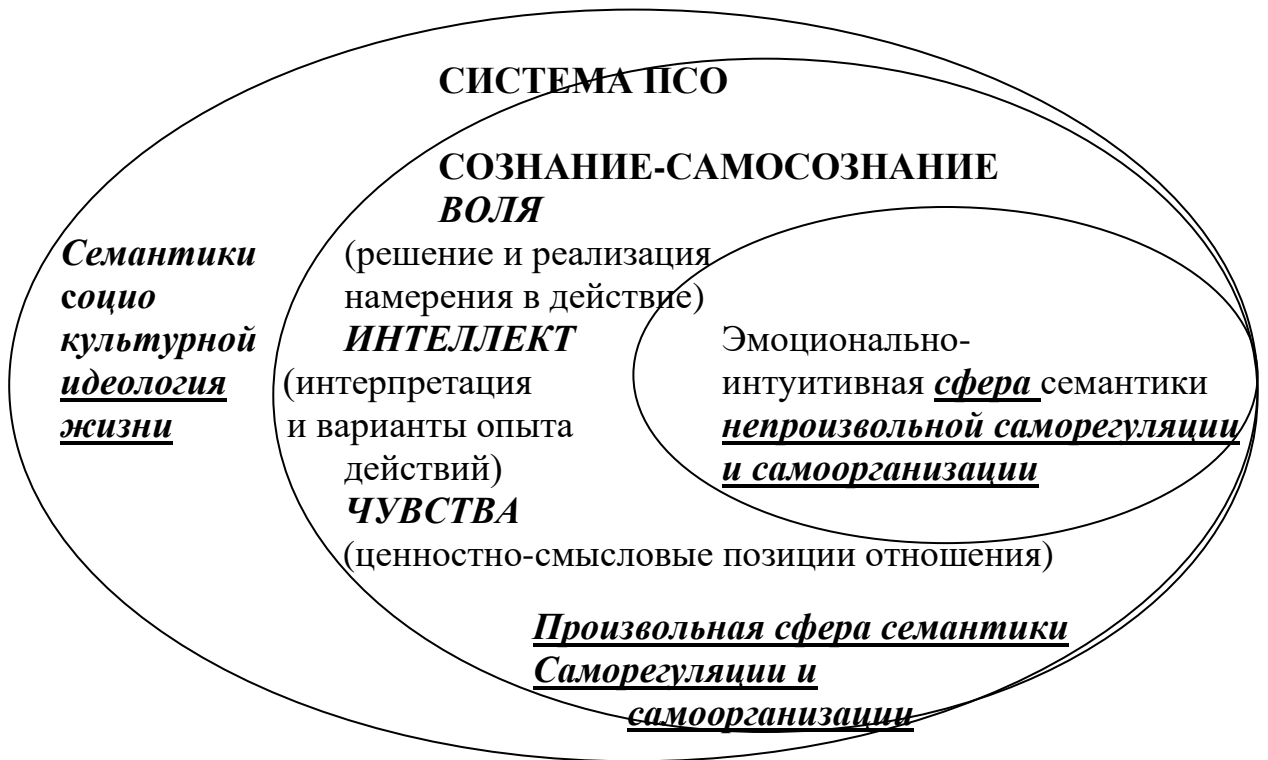 СИСТЕМА ПСО
СОЗНАНИЕ-САМОСОЗНАНИЕ
ВОЛЯ
(решение и реализация
намерения в действие)
ИНТЕЛЛЕКТ
(интерпретация
и варианты опыта
действий)
ЧУВСТВА
(ценностно-смысловые позиции отношения)
Семантики
социо
культурной
идеология
жизни
Эмоционально-
интуитивная сфера семантики
непроизвольной саморегуляции
и самоорганизации
Произвольная сфера семантики
Саморегуляции и
самоорганизации